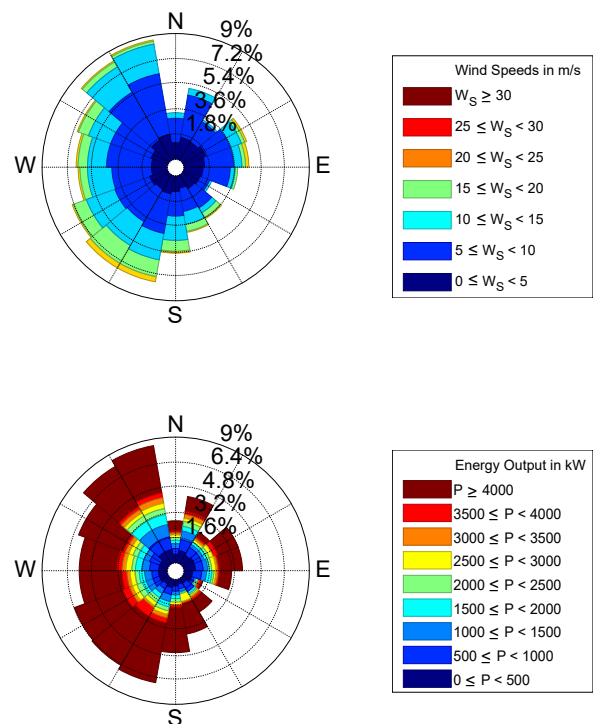 N
9%
7.2%
5.4%
3.6%
1.8%
W
E
S
Wind Speeds in m/s
W_S ≥ 30
25 ≤ W_S < 30
20 ≤ W_S < 25
15 ≤ W_S < 20
10 ≤ W_S < 15
5 ≤ W_S < 10
0 ≤ W_S < 5
N
9%
6.4%
4.8%
3.2%
1.6%
W
E
S
Energy Output in kW
P ≥ 4000
3500 ≤ P < 4000
3000 ≤ P < 3500
2500 ≤ P < 3000
2000 ≤ P < 2500
1500 ≤ P < 2000
1000 ≤ P < 1500
500 ≤ P < 1000
0 ≤ P < 500